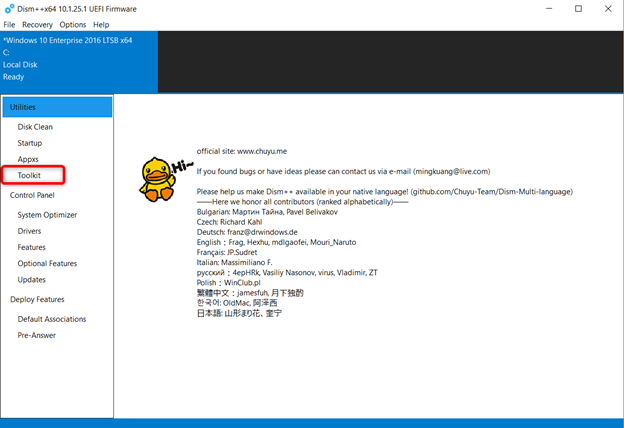 Dism++x64 10.1.25.1 UEFI Firmware
File Recovery Options Help
*Windows 10 Enterprise 2016 LTSB x64
C:
Local Disk
Ready
Utilities
Disk Clean
Startup
Appxs
Toolkit
Control Panel
System Optimizer
Drivers
Features
Optional Features
Updates
Deploy Features
Default Associations
Pre-Answer
Hi~
official site: www.chuyu.me
If you found bugs or have ideas please can contact us via e-mail (mingkuang@live.com)
Please help us make Dism++ available in your native language! (github.com/Chuyu-Team/Dism-Multi-language)
——Here we honor all contributors (ranked alphabetically)——
Bulgarian: Мартин Тайна, Pavel Belivakov
Czech: Richard Kahl
Deutsch: franz@drwindows.de
English：Frag, Hexhu, mdlgaofei, Mouri_Naruto
Français: JP.Sudret
Italian: Massimiliano F.
русский：4epHRk, Vasiliy Nasonov, virus, Vladimir, ZT
Polish：WinClub.pl
繁體中文：jamesfuh, 月下独酌
한국어: OldMac, 阿泽西
日本語: 山形まり花、奎宁